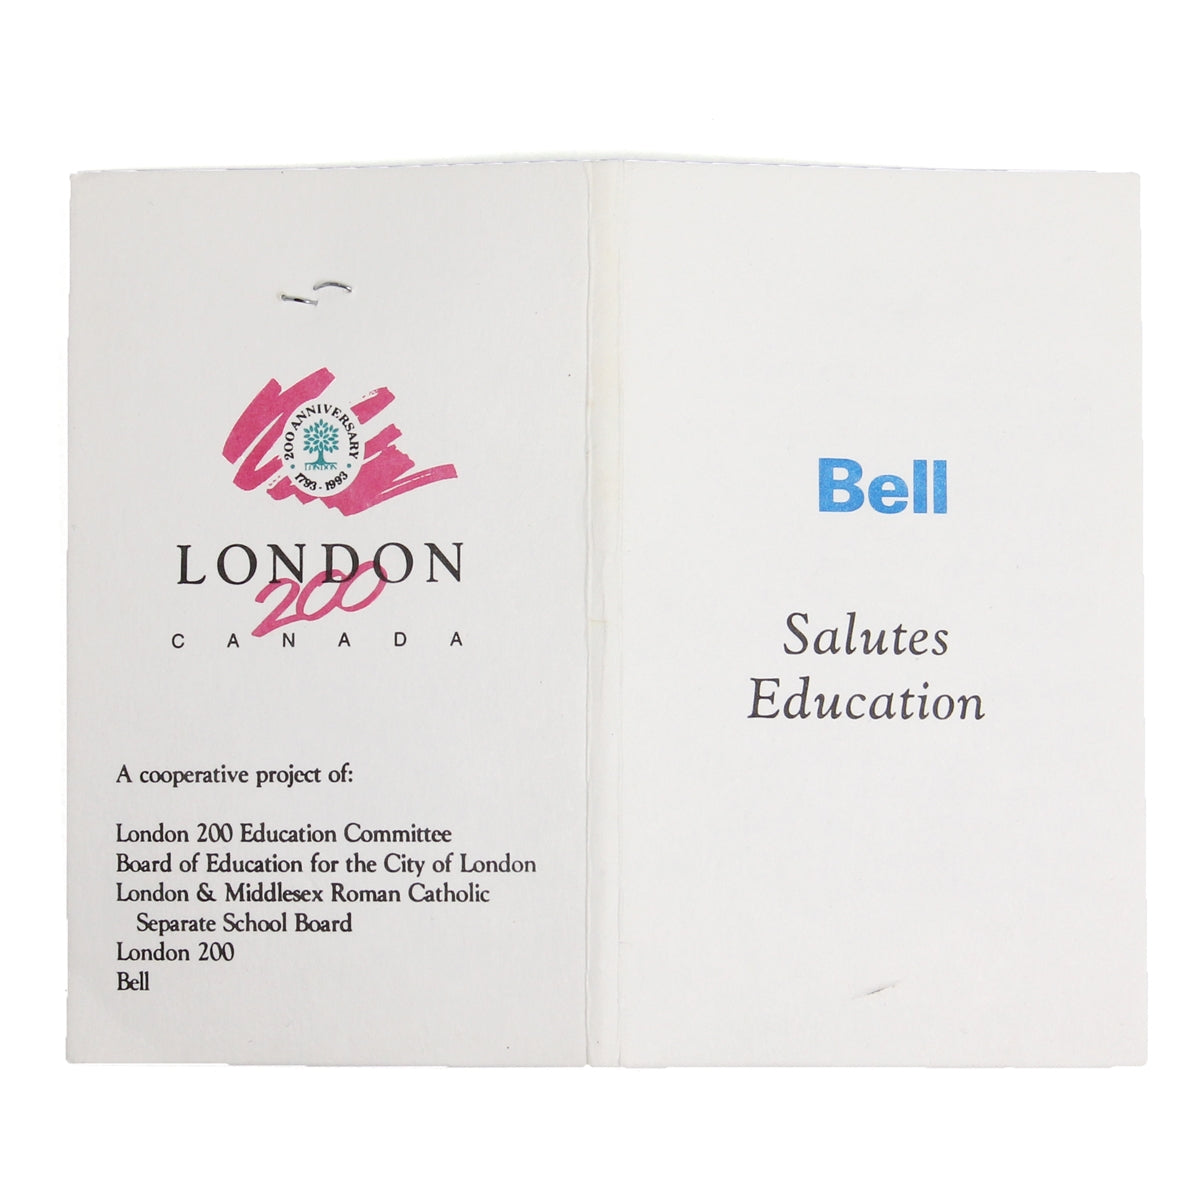 200 ANNIVERSARY
LONDON
1793 - 1993
LONDON
200
CANADA
A cooperative project of:
London 200 Education Committee
Board of Education for the City of London
London & Middlesex Roman Catholic
Separate School Board
London 200
Bell
Bell
Salutes
Education